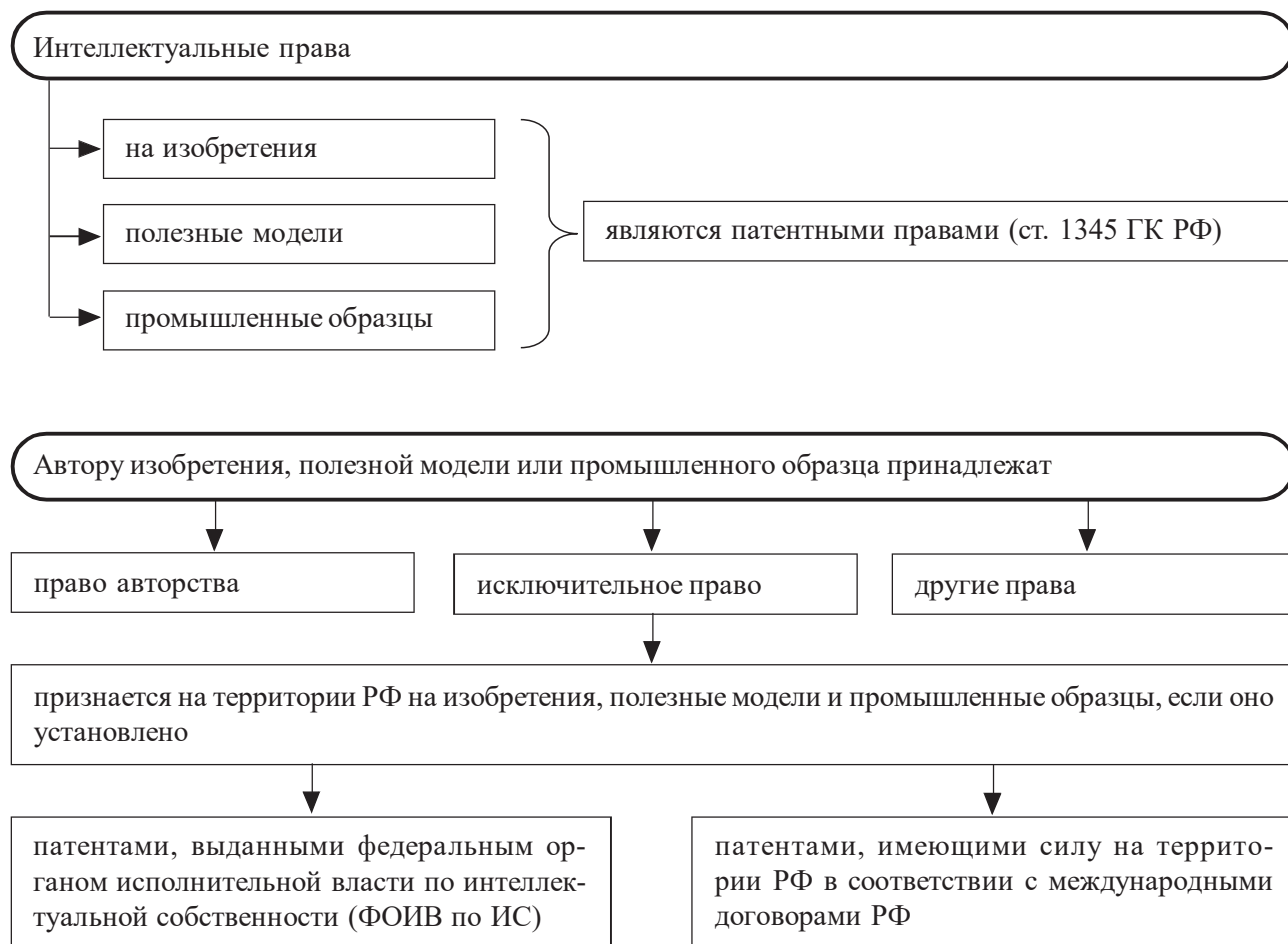 Интеллектуальные права
на изобретения
полезные модели
являются патентными правами (ст. 1345 ГК РФ)
промышленные образцы
Автору изобретения, полезной модели или промышленного образца принадлежат
право авторства
исключительное право
другие права
признается на территории РФ на изобретения, полезные модели и промышленные образцы, если оно
установлено
патентами, выданными федеральным ор-
ганом исполнительной власти по интеллек-
туальной собственности (ФОИВ по ИС)
патентами, имеющими силу на террито-
рии РФ в соответствии с международными
договорами РФ